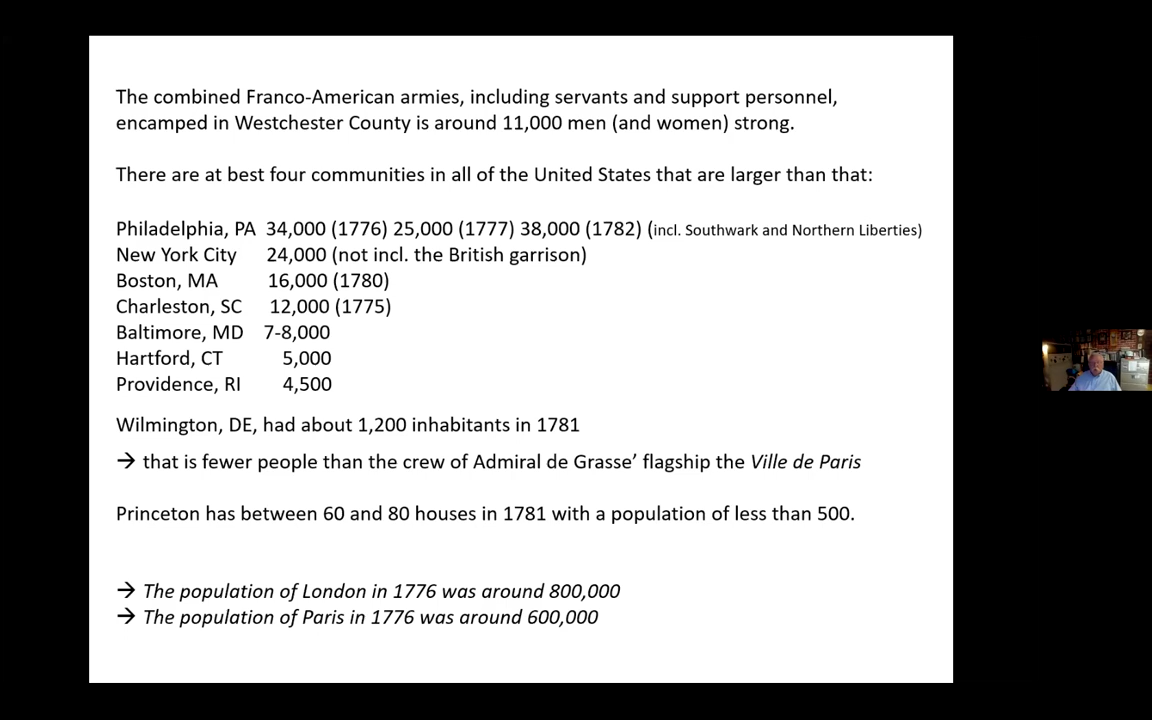 The combined Franco-American armies, including servants and support personnel,
encamped in Westchester County is around 11,000 men (and women) strong.
There are at best four communities in all of the United States that are larger than that:
Philadelphia, PA 34,000 (1776) 25,000 (1777) 38,000 (1782) (incl. Southwark and Northern Liberties)
New York City 24,000 (not incl. the British garrison)
Boston, MA 16,000 (1780)
Charleston, SC 12,000 (1775)
Baltimore, MD 7-8,000
Hartford, CT 5,000
Providence, RI 4,500
Wilmington, DE, had about 1,200 inhabitants in 1781
→ that is fewer people than the crew of Admiral de Grasse’ flagship the Ville de Paris
Princeton has between 60 and 80 houses in 1781 with a population of less than 500.
→ The population of London in 1776 was around 800,000
→ The population of Paris in 1776 was around 600,000